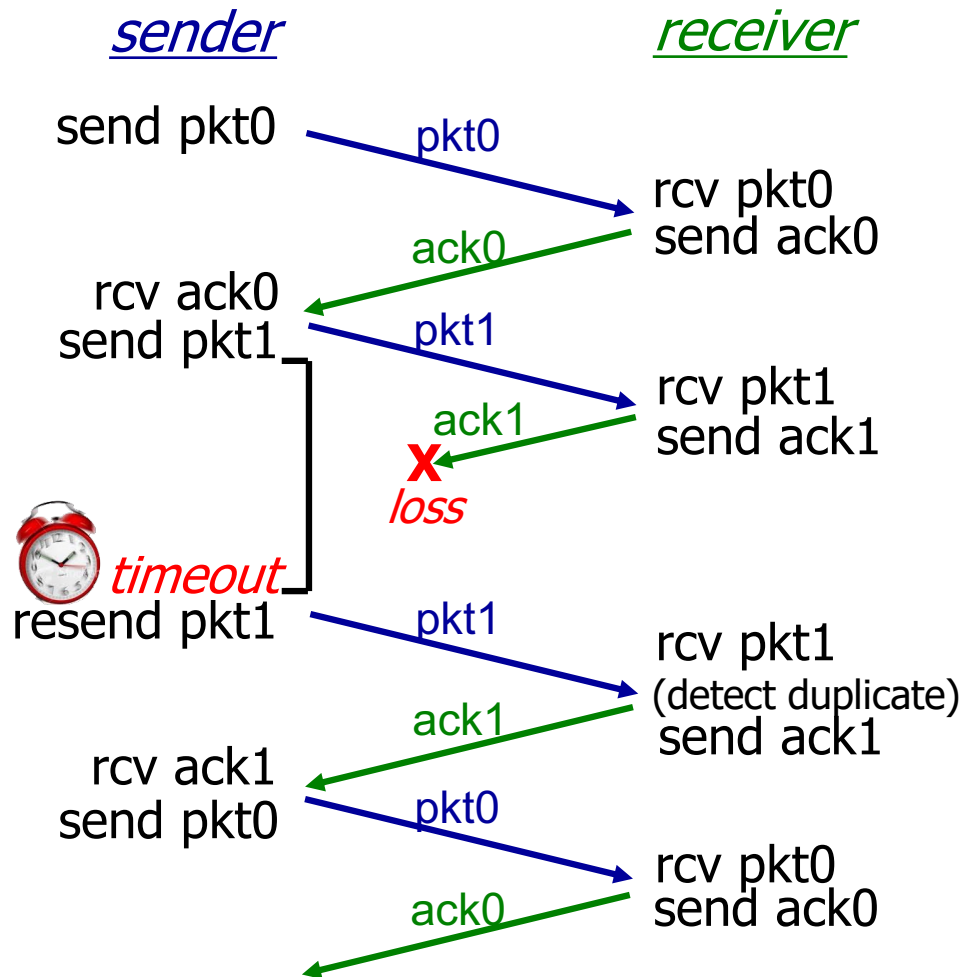 sender receiver
send pkt0
pkt0
rcv pkt0
send ack0
ack0
rcv ack0
send pkt1
pkt1
rcv pkt1
send ack1
ack1
X
loss
timeout
resend pkt1
pkt1
rcv pkt1
(detect duplicate)
send ack1
ack1
rcv ack1
send pkt0
pkt0
rcv pkt0
send ack0
ack0